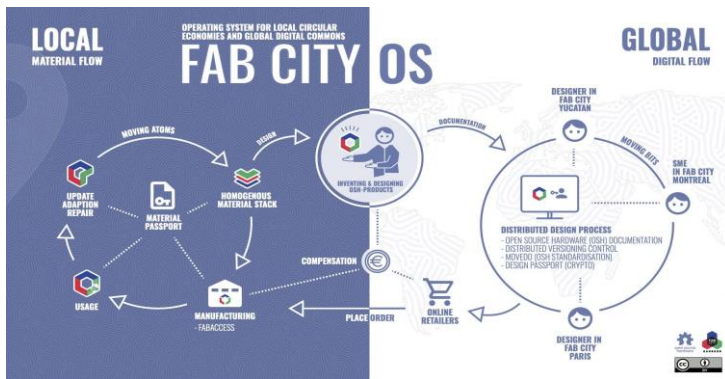 LOCAL
MATERIAL FLOW
OPERATING SYSTEM FOR LOCAL CIRCULAR
ECONOMIES AND GLOBAL DIGITAL COMMONS
FAB CITY OS
GLOBAL
DIGITAL FLOW
MOVING ATOMS
DESIGN
DOCUMENTATION
DESIGNER IN
FAB CITY
YUCATAN
MOVING BITS
SME
IN FAB CITY
MONTREAL
INVENTING & DESIGNING
OSH-PRODUCTS
UPDATE
ADAPTION
REPAIR
MATERIAL
PASSPORT
HOMOGENOUS
MATERIAL STACK
DISTRIBUTED DESIGN PROCESS
- OPEN SOURCE HARDWARE (OSH) DOCUMENTATION
- DISTRIBUTED VERSIONING CONTROL
- MOVEDO (OSH STANDARDISATION)
- DESIGN PASSPORT (CRYPTO)
COMPENSATION
€
USAGE
MANUFACTURING
- FABACCESS
PLACE ORDER
ONLINE
RETAILERS
DESIGNER IN
FAB CITY
PARIS
cc
BY